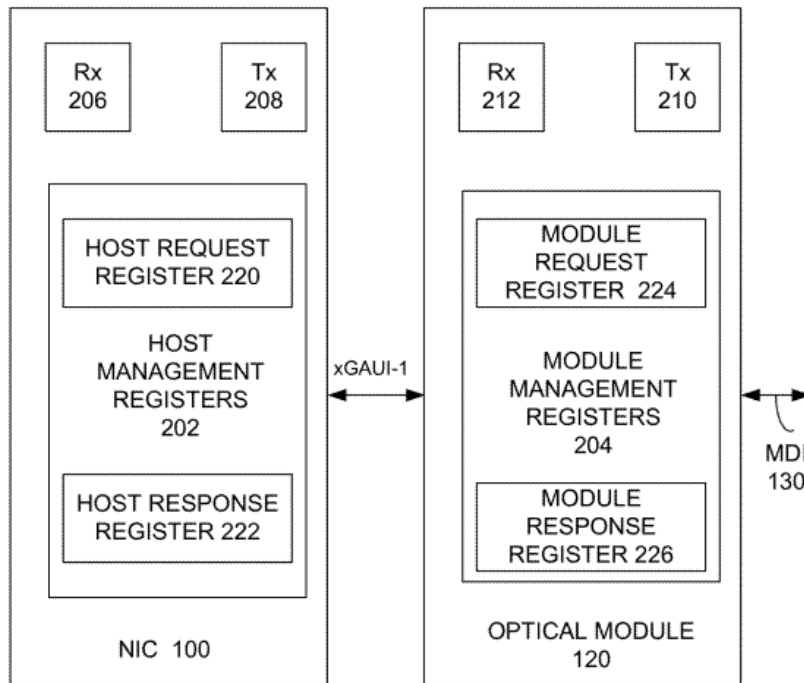 Rx
206
Tx
208
HOST REQUEST
REGISTER 220
HOST
MANAGEMENT
REGISTERS
202
HOST RESPONSE
REGISTER 222
NIC 100
xGAUI-1
Rx
212
Tx
210
MODULE
REQUEST
REGISTER 224
MODULE
MANAGEMENT
REGISTERS
204
MODULE
RESPONSE
REGISTER 226
OPTICAL MODULE
120
MDI
130